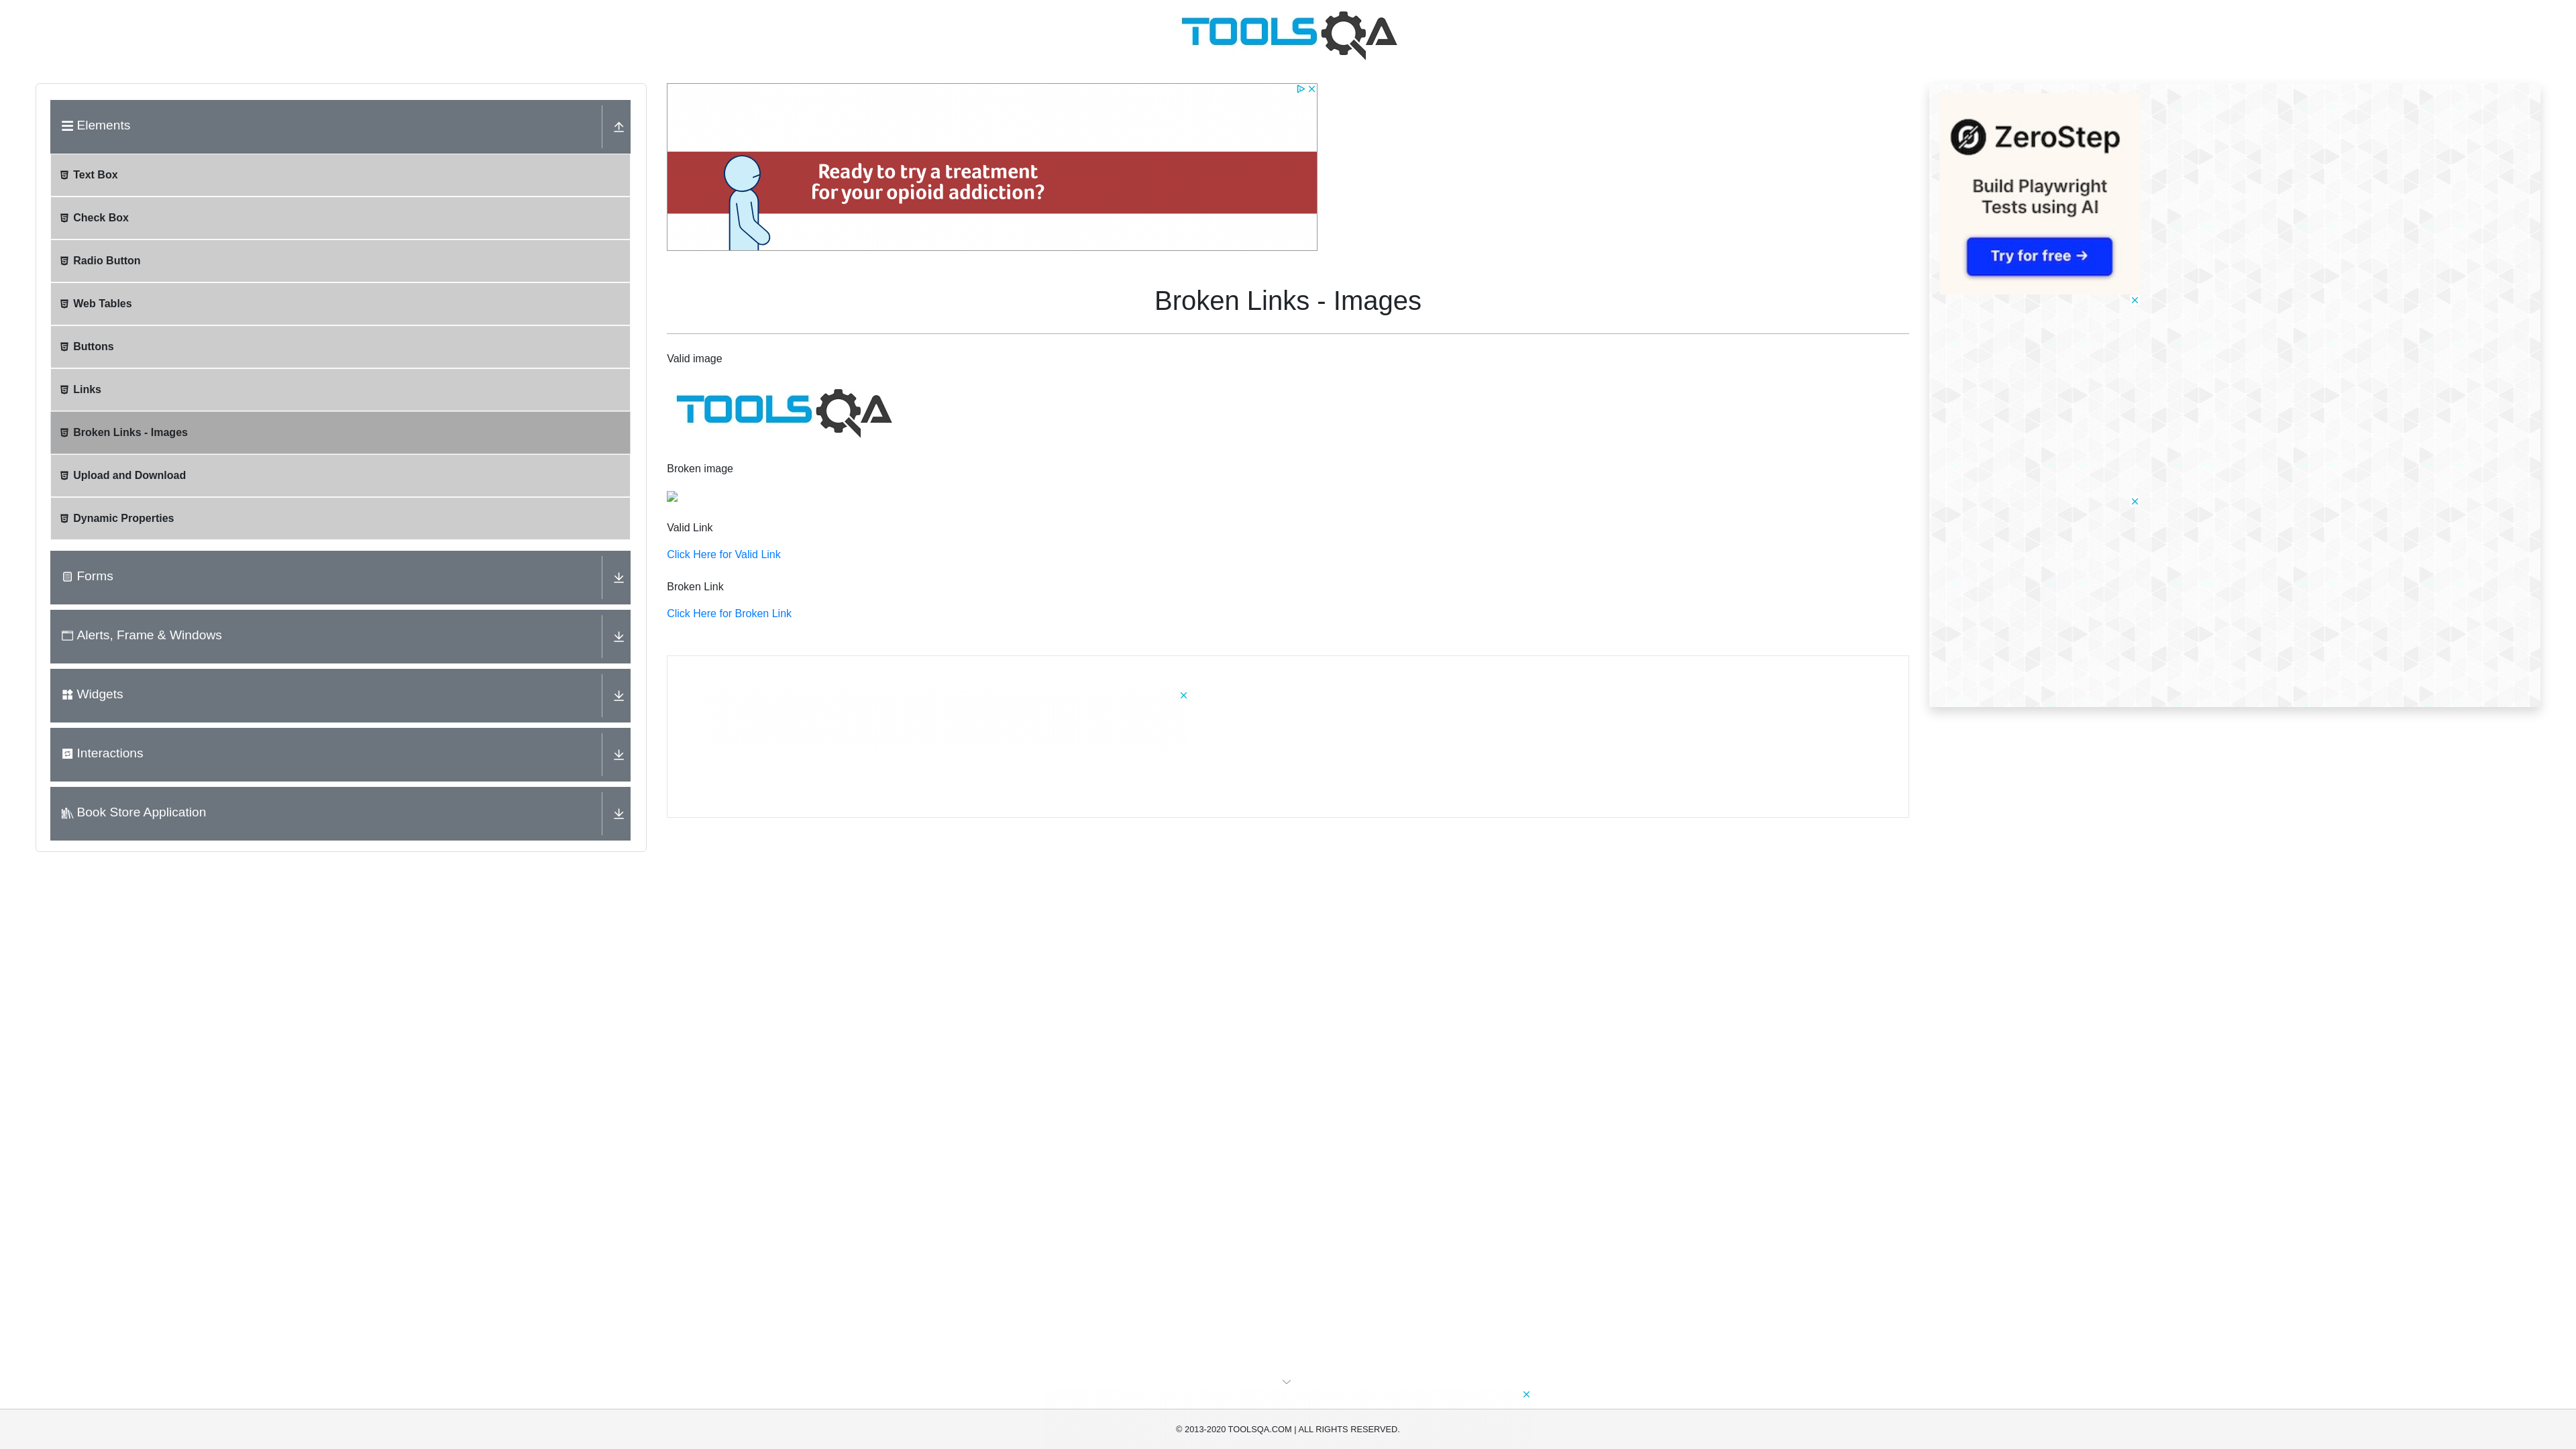 TOOLSQA
Elements
Text Box
Check Box
Radio Button
Web Tables
Buttons
Links
Broken Links - Images
Upload and Download
Dynamic Properties
Forms
Alerts, Frame & Windows
Widgets
Interactions
Book Store Application
Ready to try a treatment
for your opioid addiction?
Broken Links - Images
Valid image
TOOLSQA
Broken image
Valid Link
Click Here for Valid Link
Broken Link
Click Here for Broken Link
ZeroStep
Build Playwright
Tests using AI
Try for free →
© 2013-2020 TOOLSQA.COM | ALL RIGHTS RESERVED.